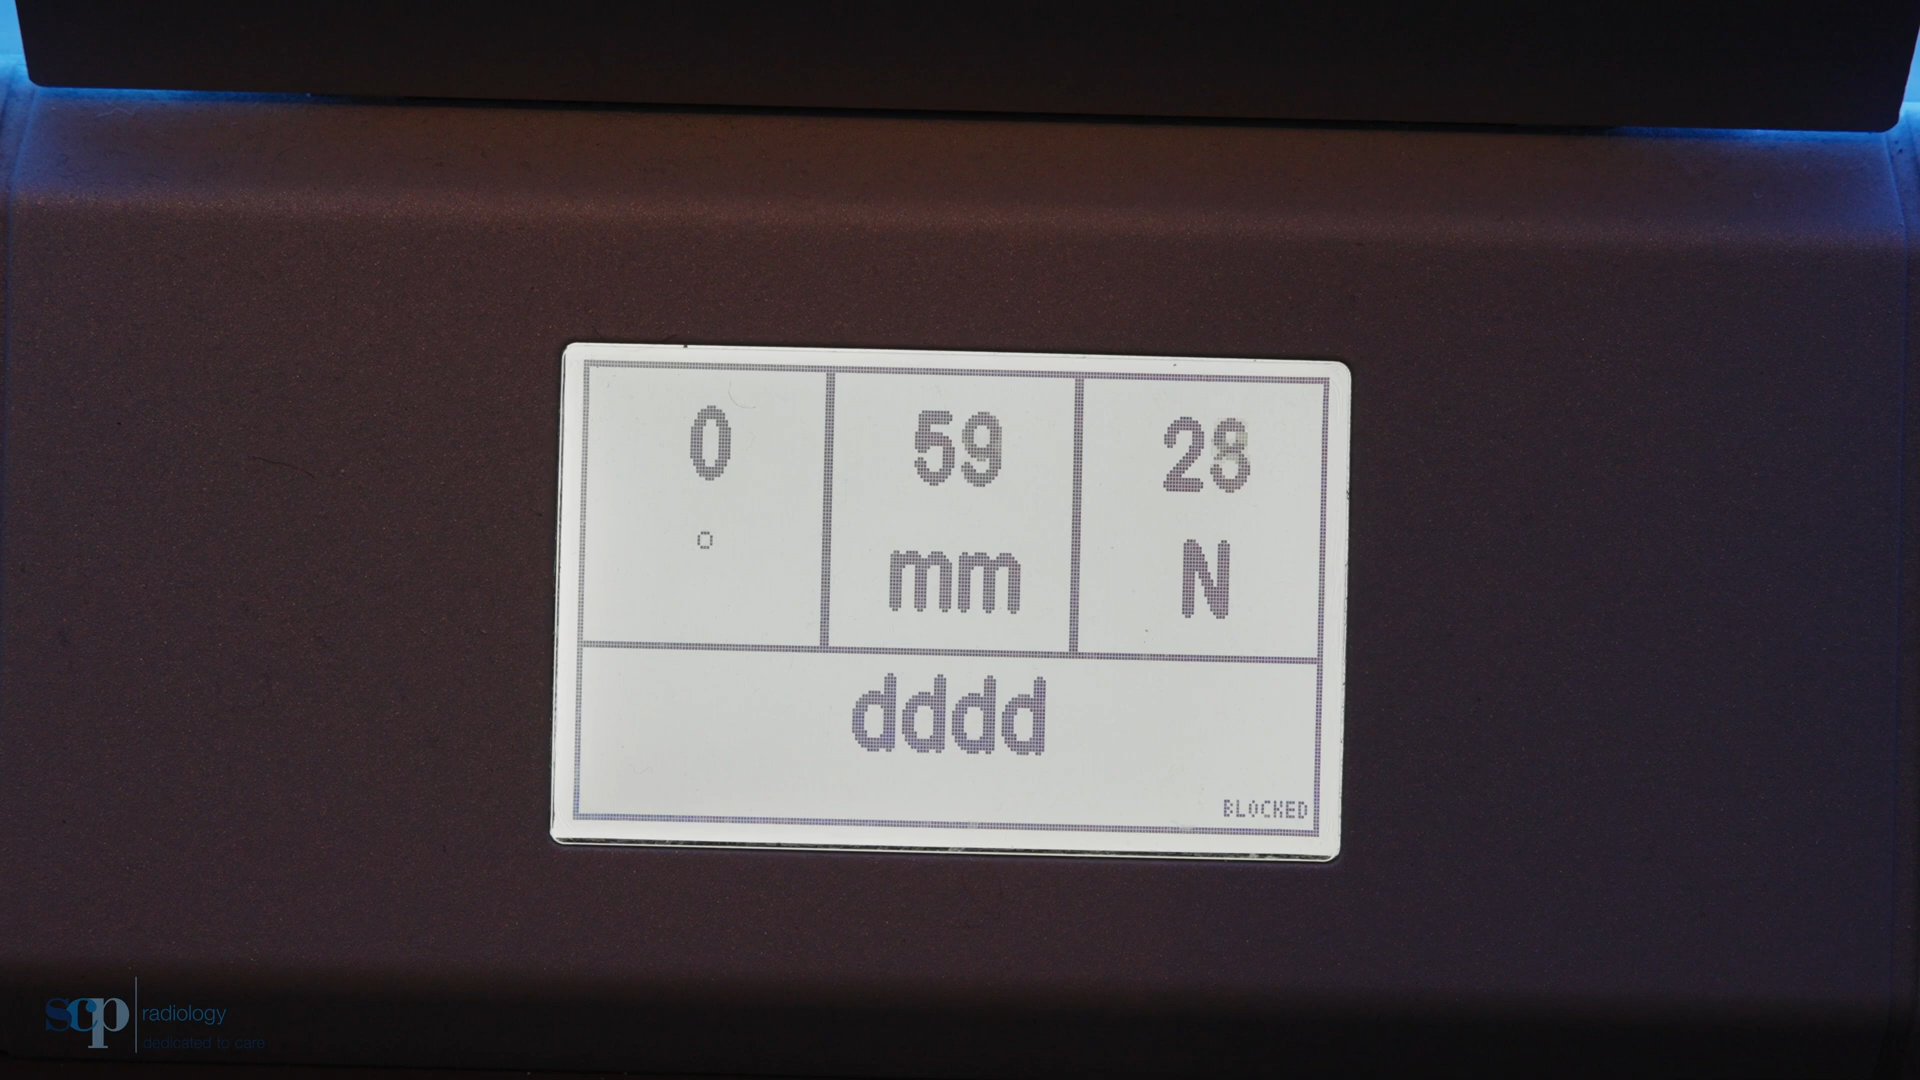 0 59 28
° mm N
dddd
BLOCKED
scp radiology
dedicated to care